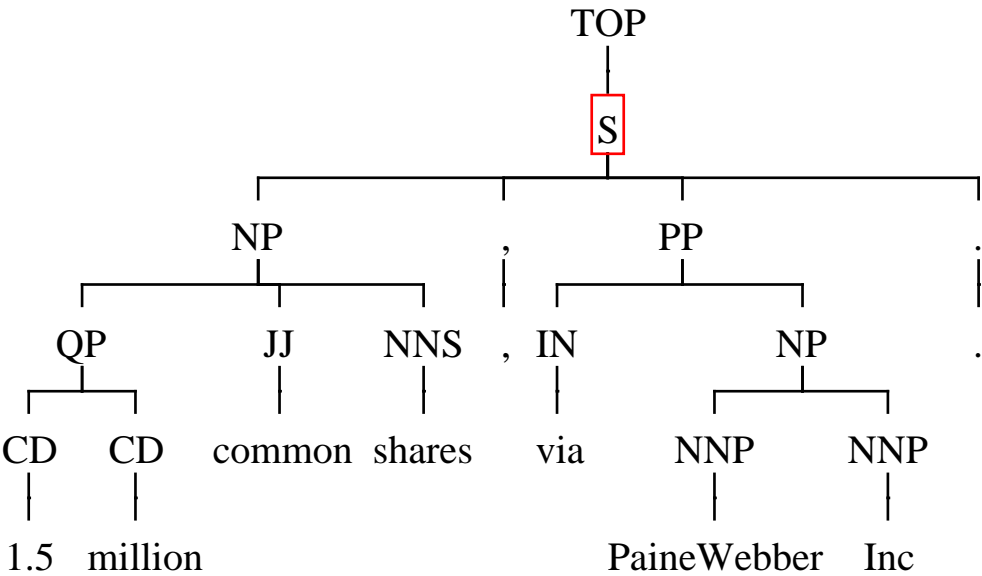 TOP
S
NP , PP .
QP JJ NNS , IN NP .
CD CD common shares via NNP NNP
1.5 million PaineWebber Inc